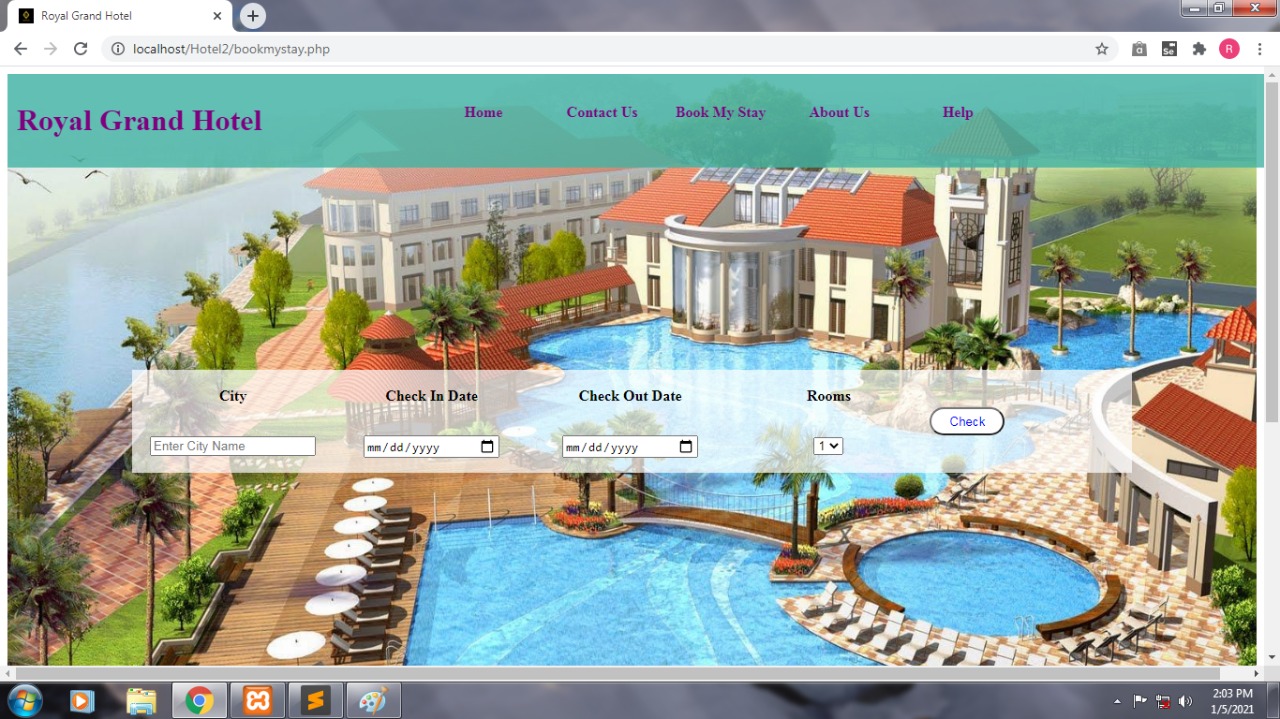 Royal Grand Hotel
localhost/Hotel2/bookmystay.php
R
Royal Grand Hotel
Home Contact Us Book My Stay About Us Help
City Check In Date Check Out Date Rooms
Check
Enter City Name mm/dd/yyyy mm/dd/yyyy 1
2:03 PM
1/5/2021